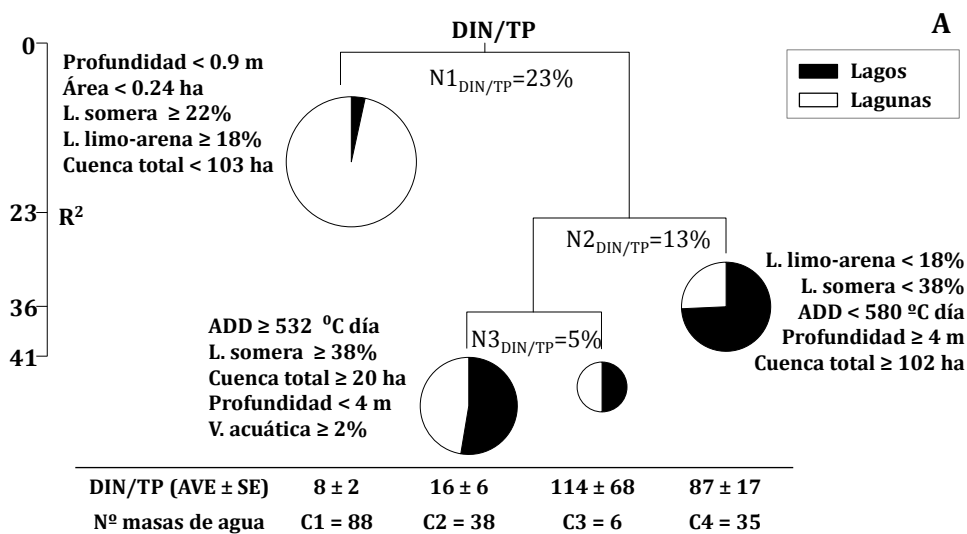 DIN/TP
A
0
Profundidad < 0.9 m
Área < 0.24 ha
L. somera ≥ 22%
L. limo-arena ≥ 18%
Cuenca total < 103 ha
N1DIN/TP=23%
Lagos
Lagunas
23
R2
N2DIN/TP=13%
L. limo-arena < 18%
L. somera < 38%
ADD < 580 ºC día
Profundidad ≥ 4 m
Cuenca total ≥ 102 ha
36
41
ADD ≥ 532 ⁰C día
L. somera ≥ 38%
Cuenca total ≥ 20 ha
Profundidad < 4 m
V. acuática ≥ 2%
N3DIN/TP=5%
DIN/TP (AVE ± SE) 8 ± 2 16 ± 6 114 ± 68 87 ± 17
Nº masas de agua C1 = 88 C2 = 38 C3 = 6 C4 = 35